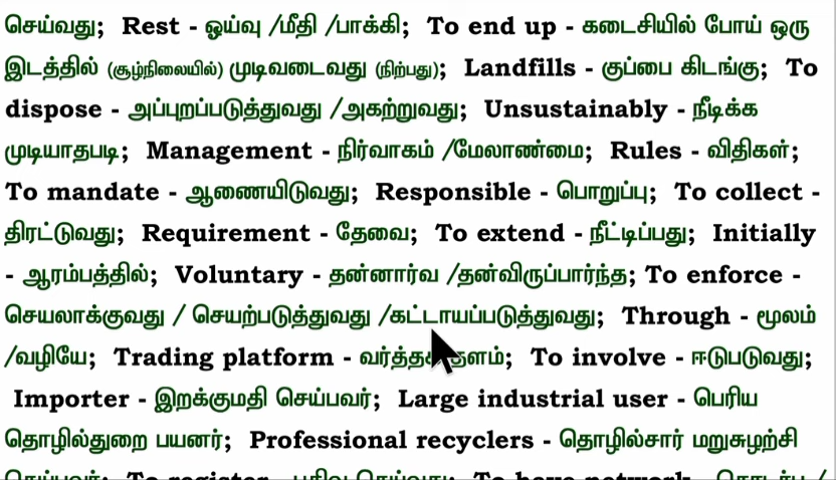 செய்வது; Rest - ஓய்வு /மீதி /பாக்கி; To end up - கடைசியில் போய் ஒரு
இடத்தில் (சூழ்நிலையில்) முடிவடைவது (நிற்பது); Landfills - குப்பை கிடங்கு; To
dispose - அப்புறப்படுத்துவது /அகற்றுவது; Unsustainably - நீடிக்க
முடியாதபடி; Management - நிர்வாகம் /மேலாண்மை; Rules - விதிகள்;
To mandate - ஆணையிடுவது; Responsible - பொறுப்பு; To collect -
திரட்டுவது; Requirement - தேவை; To extend - நீட்டிப்பது; Initially
- ஆரம்பத்தில்; Voluntary - தன்னார்வ /தன்விருப்பார்ந்த; To enforce -
செயலாக்குவது / செயற்படுத்துவது /கட்டாயப்படுத்துவது; Through - மூலம்
/வழியே; Trading platform - To involve - ஈடுபடுவது;
Importer - இறக்குமதி செய்பவர்; Large industrial user - பெரிய
தொழில்துறை பயனர்; Professional recyclers - தொழில்சார் மறுசுழற்சி